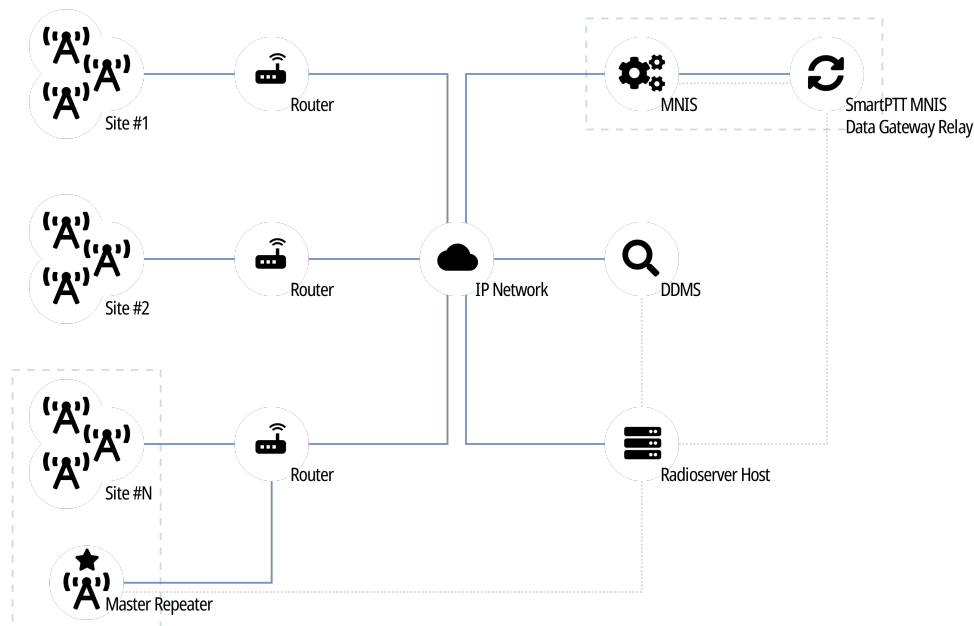 Router
MNIS
SmartPTT MNIS
Data Gateway Relay
Site #1
Router
IP Network
DDMS
Site #2
Router
Radioserver Host
Site #N
Master Repeater